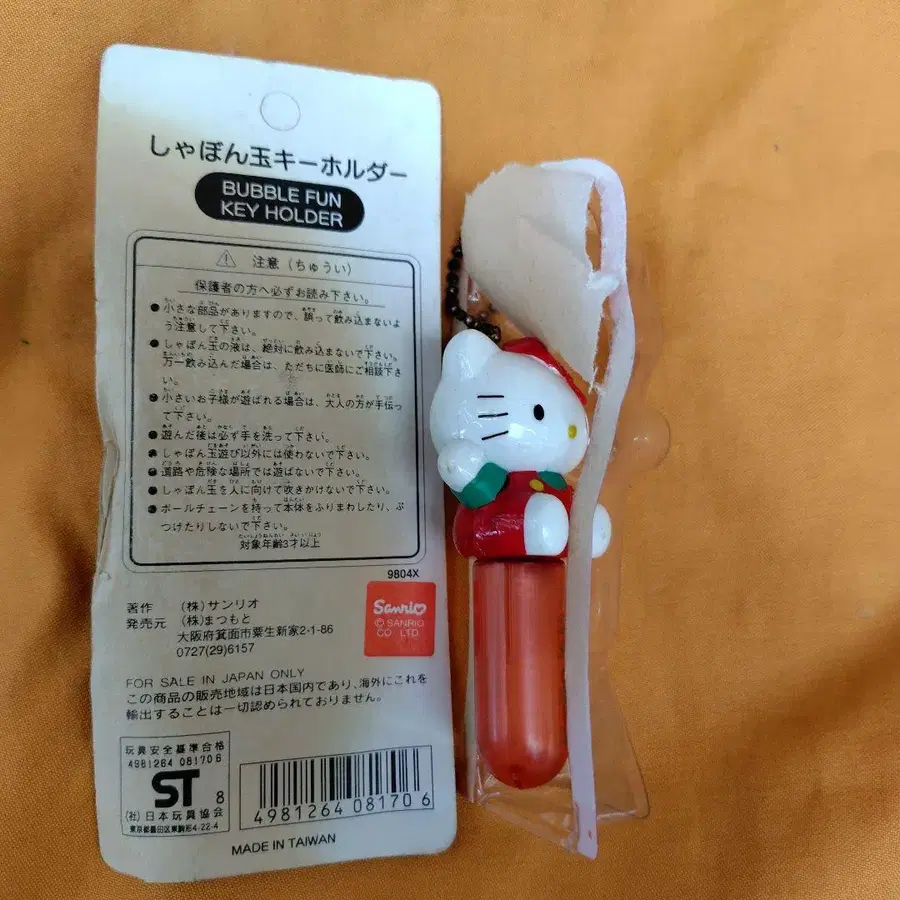 しゃぼん玉キーホルダー
BUBBLE FUN
KEY HOLDER
注意（ちゅうい）
保護者の方へ必ずお読み下さい。
●小さな部品がありますので、誤って飲み込まないよ
う注意して下さい。
●しゃぼん玉の液は、絶対に飲み込まないで下さい。
万一飲み込んだ場合は、ただちに医師にご相談下さ
い。
●小さいお子様が遊ばれる場合は、大人の方が手伝っ
て下さい。
●遊んだ後は必ず手を洗って下さい。
●しゃぼん玉遊び以外には使わないで下さい。
●道路や危険な場所では遊ばないで下さい。
●しゃぼん玉を人に向けて吹きかけないで下さい。
●ボールチェーンを持って本体をふりまわしたり、ぶ
つけたりしないで下さい。
対象年齢3才以上
9804X
著作 （株）サンリオ
発売元 （株）まつもと
大阪府箕面市粟生新家2-1-86
0727(29)6157
Sanrio
© SANRIO
CO LTD
FOR SALE IN JAPAN ONLY
この商品の販売地域は日本国内であり、海外にこれを
輸出することは一切認められておりません。
玩具安全基準合格
4981264 081706
ST 8
（社）日本玩具協会
東京都墨田区東駒形4-22-4
4981264 081706
MADE IN TAIWAN